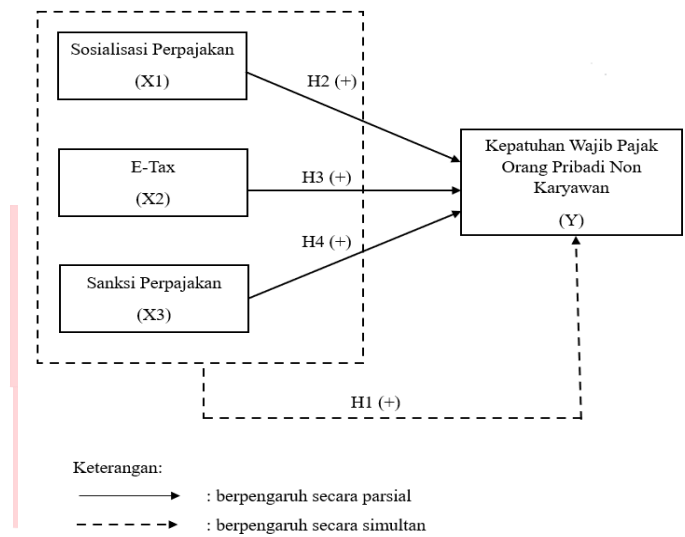 Sosialisasi Perpajakan
(X1)
H2 (+)
E-Tax
(X2)
H3 (+)
Sanksi Perpajakan
(X3)
H4 (+)
Kepatuhan Wajib Pajak
Orang Pribadi Non
Karyawan
(Y)
H1 (+)
Keterangan:
: berpengaruh secara parsial
: berpengaruh secara simultan